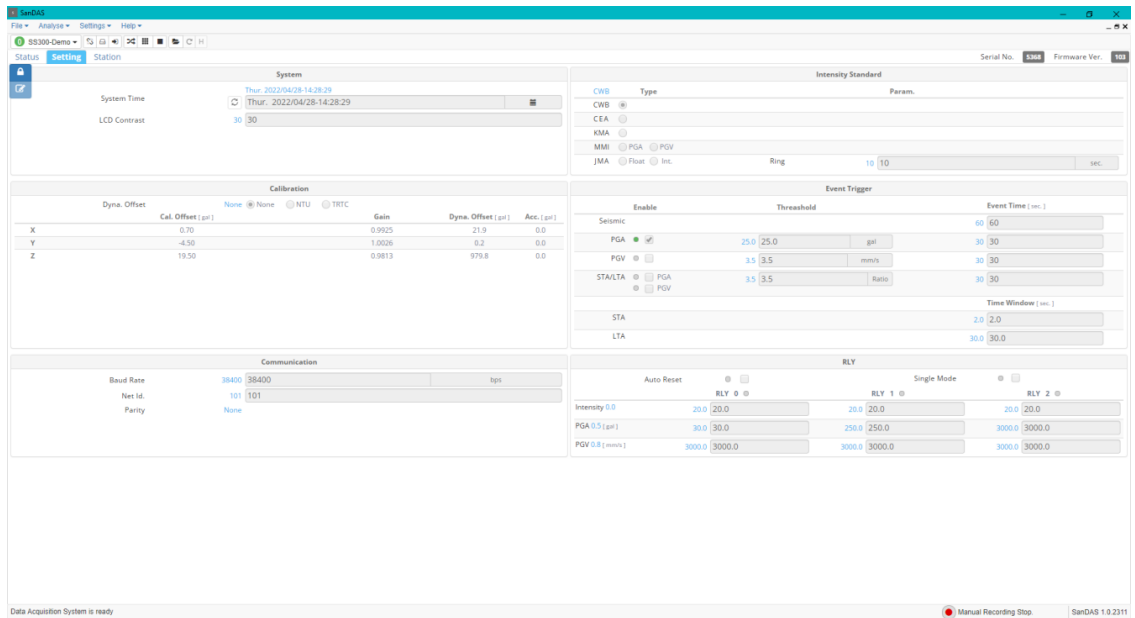 SanDAS
File Analyse Settings Help
0 SS300-Demo H
Status Setting Station Serial No. 5368 Firmware Ver. 103
System
Thur. 2022/04/28-14:28:29
System Time Thur. 2022/04/28-14:28:29
LCD Contrast 30 30
Intensity Standard
CWB Type Param.
CWB
CEA
KMA
MMI PGA PGV
JMA Float Int. Ring 10 10 sec.
Calibration
Dyna. Offset None None NTU TRTC
Cal. Offset [ gal ] Gain Dyna. Offset [ gal ] Acc. [ gal ]
X 0.70 0.9925 21.9 0.0
Y -4.50 1.0026 0.2 0.0
Z 19.50 0.9813 979.8 0.0
Event Trigger
Enable Threashold Event Time [ sec. ]
Seismic 60 60
PGA 25.0 25.0 gal 30 30
PGV 3.5 3.5 mm/s 30 30
STA/LTA PGA 3.5 3.5 Ratio 30 30
PGV
Time Window [ sec. ]
STA 2.0 2.0
LTA 30.0 30.0
Communication
Baud Rate 38400 38400 bps
Net Id. 101 101
Parity None
RLY
Auto Reset Single Mode
RLY 0 RLY 1 RLY 2
Intensity 0.0 20.0 20.0 20.0 20.0 20.0 20.0
PGA 0.5 [ gal ] 30.0 30.0 250.0 250.0 3000.0 3000.0
PGV 0.8 [ mm/s ] 3000.0 3000.0 3000.0 3000.0 3000.0 3000.0
Data Acquisition System is ready Manual Recording Stop. SanDAS 1.0.2311